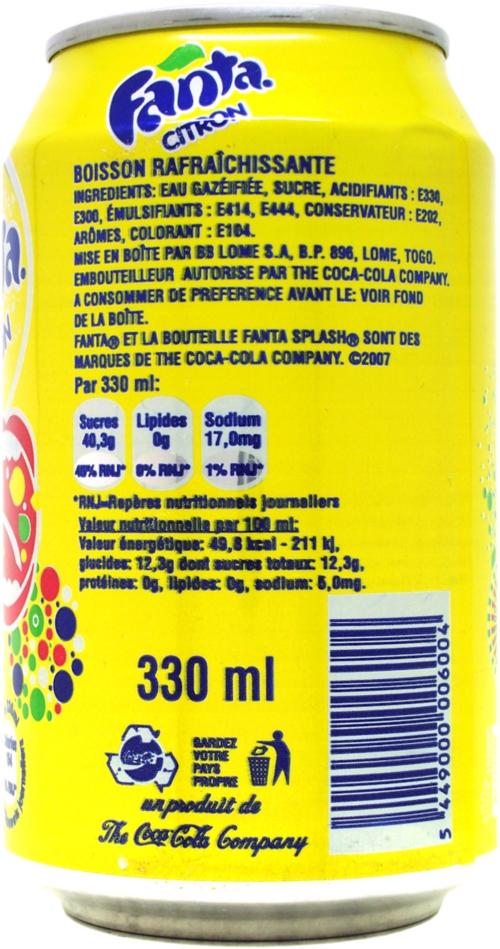 Fanta.
CITRON
BOISSON RAFRAÎCHISSANTE
INGREDIENTS: EAU GAZÉIFIÉE, SUCRE, ACIDIFIANTS : E330,
E300, ÉMULSIFIANTS : E414, E444, CONSERVATEUR : E202,
ARÔMES, COLORANT : E104.
MISE EN BOÎTE PAR BB LOME S.A, B.P. 896, LOME, TOGO.
EMBOUTEILLEUR AUTORISE PAR THE COCA-COLA COMPANY.
A CONSOMMER DE PREFERENCE AVANT LE: VOIR FOND
DE LA BOÎTE.
FANTA® ET LA BOUTEILLE FANTA SPLASH® SONT DES
MARQUES DE THE COCA-COLA COMPANY. ©2007
Par 330 ml:
Sucres Lipides Sodium
40,3g 0g 17,0mg
45% RNJ* 0% RNJ* 1% RNJ*
*RNJ-Repères nutritionnels journaliers
Valeur nutritionnelle par 100 ml:
Valeur énergétique: 49,8 kcal - 211 kj,
glucides: 12,3g dont sucres totaux: 12,3g,
protéines: 0g, lipides: 0g, sodium: 5,0mg.
330 ml
GARDEZ
VOTRE
PAYS
PROPRE
un produit de
The Coca-Cola Company
5 449000 006004